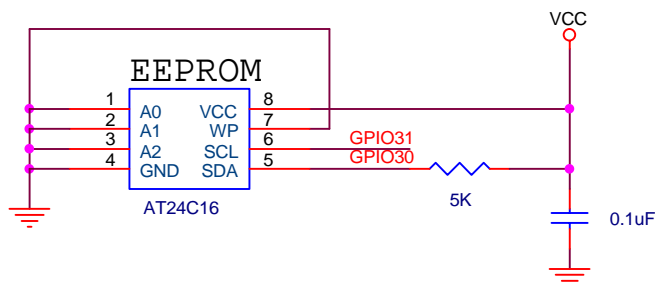 VCC
EEPROM
1 A0 VCC 8
2 A1 WP 7
3 A2 SCL 6 GPIO31
4 GND SDA 5 GPIO30
5K
AT24C16
0.1uF